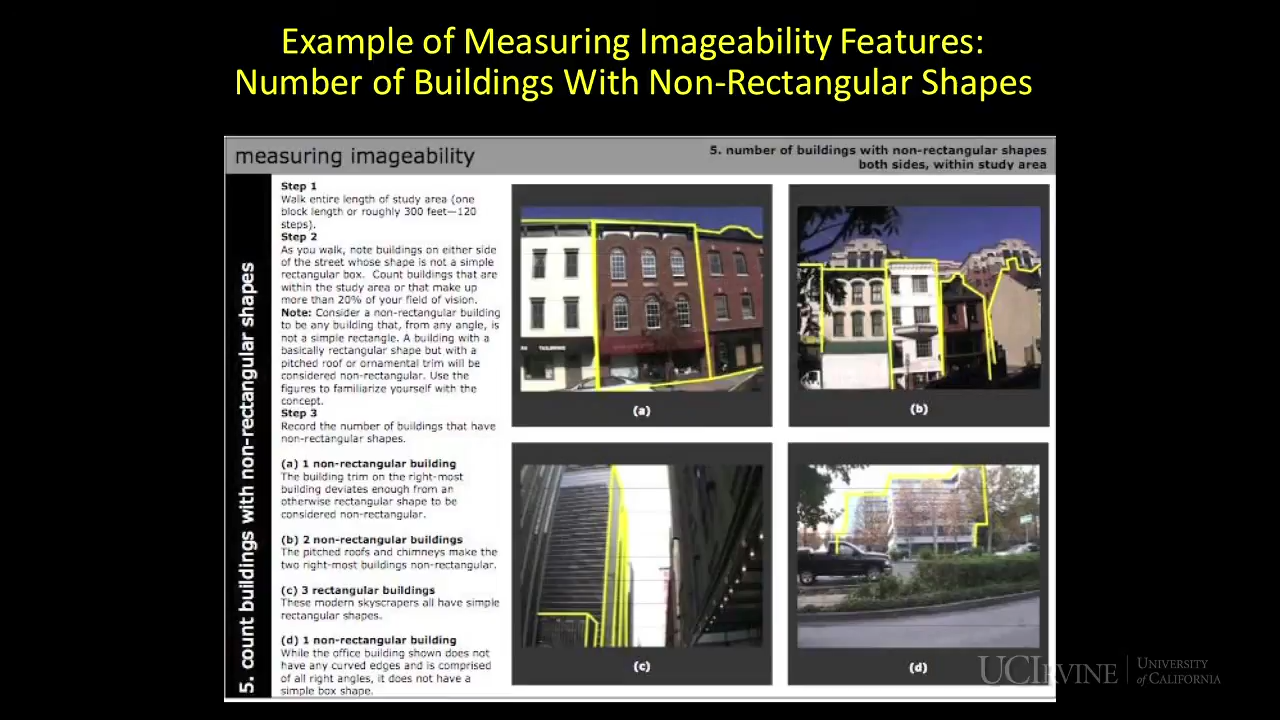 Example of Measuring Imageability Features:
Number of Buildings With Non-Rectangular Shapes
measuring imageability
5. number of buildings with non-rectangular shapes
both sides, within study area
5. count buildings with non-rectangular shapes
Step 1
Walk entire length of study area (one
block length or roughly 300 feet—120
steps).
Step 2
As you walk, note buildings on either side
of the street whose shape is not a simple
rectangular box. Count buildings that are
within the study area or that make up
more than 20% of your field of vision.
Note: Consider a non-rectangular building
to be any building that, from any angle, is
not a simple rectangle. A building with a
basically rectangular shape but with a
pitched roof or ornamental trim will be
considered non-rectangular. Use the
figures to familiarize yourself with the
concept.
Step 3
Record the number of buildings that have
non-rectangular shapes.
(a) 1 non-rectangular building
The building trim on the right-most
building deviates enough from an
otherwise rectangular shape to be
considered non-rectangular.
(b) 2 non-rectangular buildings
The pitched roofs and chimneys make the
two right-most buildings non-rectangular.
(c) 3 rectangular buildings
These modern skyscrapers all have simple
rectangular shapes.
(d) 1 non-rectangular building
While the office building shown does not
have any curved edges and is comprised
of all right angles, it does not have a
simple box shape.
TAILORING
(a)
(b)
(c)
(d)
UCIRVINE
UNIVERSITY
of CALIFORNIA